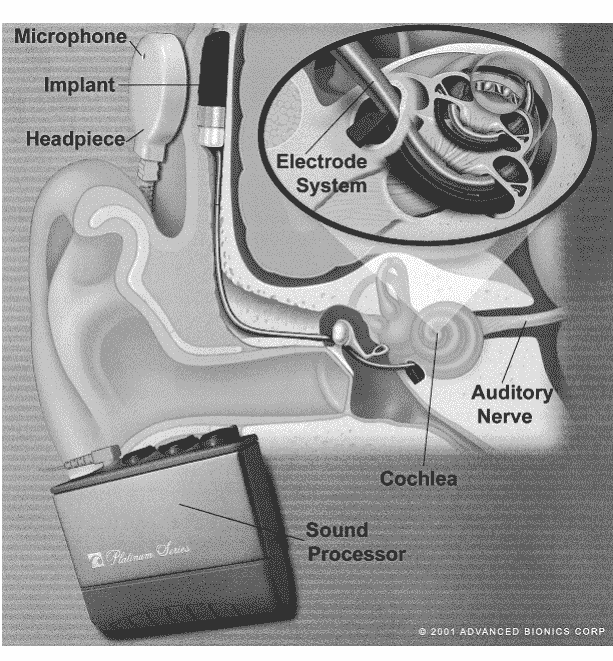 Microphone
Implant
Headpiece
Electrode
System
Auditory
Nerve
Cochlea
Sound
Processor
Platinum Series
© 2001 ADVANCED BIONICS CORP